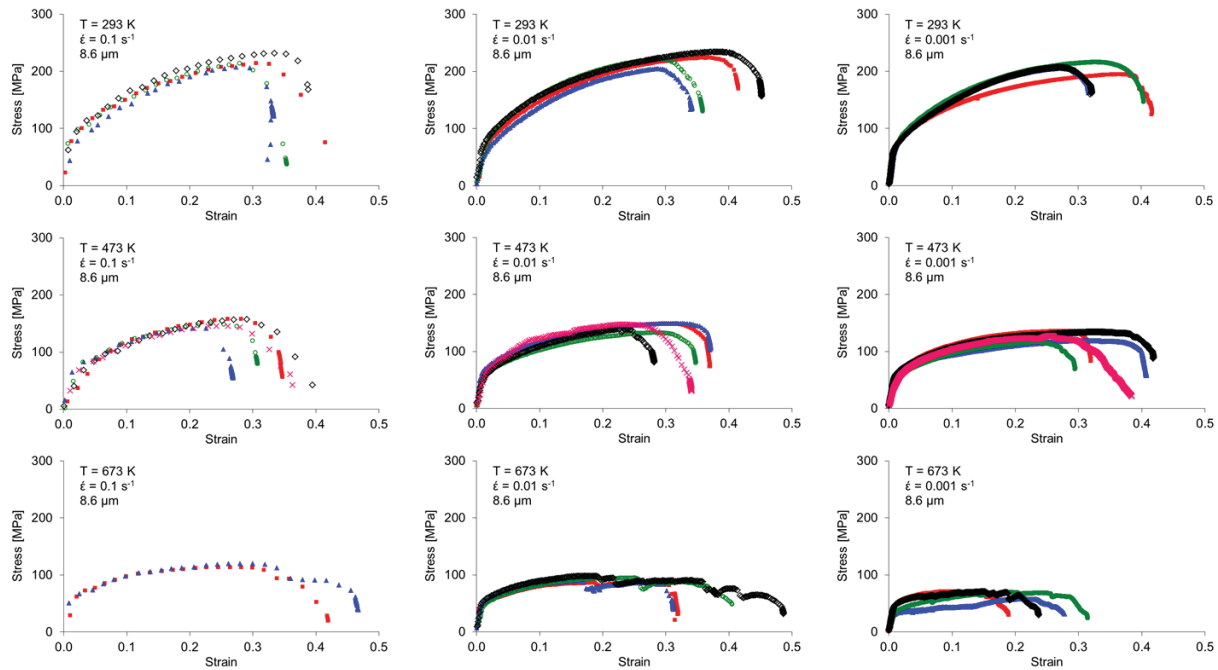 300
200
100
0
Stress [MPa]
T = 293 K
έ = 0.1 s⁻¹
8.6 µm
0.0 0.1 0.2 0.3 0.4 0.5
Strain
300
200
100
0
Stress [MPa]
T = 293 K
έ = 0.01 s⁻¹
8.6 µm
0.0 0.1 0.2 0.3 0.4 0.5
Strain
300
200
100
0
Stress [MPa]
T = 293 K
έ = 0.001 s⁻¹
8.6 µm
0.0 0.1 0.2 0.3 0.4 0.5
Strain
300
200
100
0
Stress [MPa]
T = 473 K
έ = 0.1 s⁻¹
8.6 µm
0.0 0.1 0.2 0.3 0.4 0.5
Strain
300
200
100
0
Stress [MPa]
T = 473 K
έ = 0.01 s⁻¹
8.6 µm
0.0 0.1 0.2 0.3 0.4 0.5
Strain
300
200
100
0
Stress [MPa]
T = 473 K
έ = 0.001 s⁻¹
8.6 µm
0.0 0.1 0.2 0.3 0.4 0.5
Strain
300
200
100
0
Stress [MPa]
T = 673 K
έ = 0.1 s⁻¹
8.6 µm
0.0 0.1 0.2 0.3 0.4 0.5
Strain
300
200
100
0
Stress [MPa]
T = 673 K
έ = 0.01 s⁻¹
8.6 µm
0.0 0.1 0.2 0.3 0.4 0.5
Strain
300
200
100
0
Stress [MPa]
T = 673 K
έ = 0.001 s⁻¹
8.6 µm
0.0 0.1 0.2 0.3 0.4 0.5
Strain